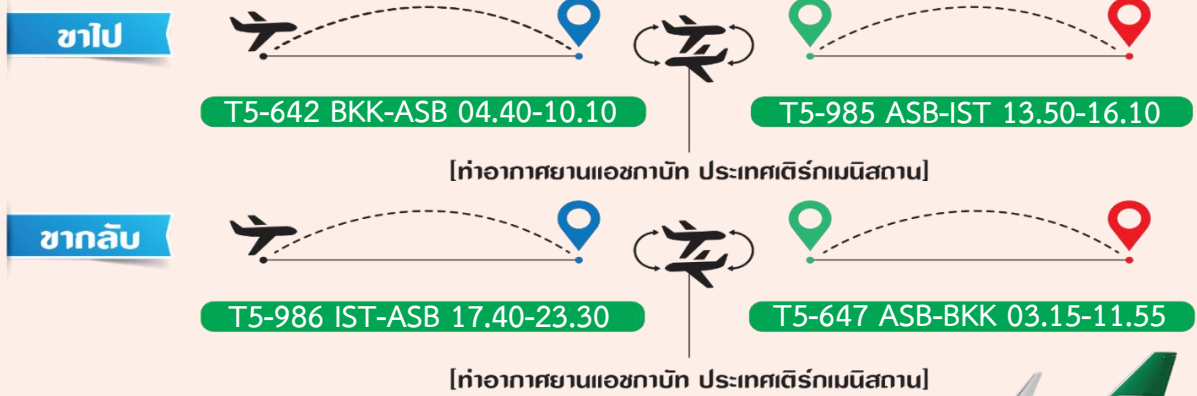 ขาไป
T5-642 BKK-ASB 04.40-10.10
T5-985 ASB-IST 13.50-16.10
[ท่าอากาศยานแอชกาบัท ประเทศเติร์กเมนิสถาน]
ขากลับ
T5-986 IST-ASB 17.40-23.30
T5-647 ASB-BKK 03.15-11.55
[ท่าอากาศยานแอชกาบัท ประเทศเติร์กเมนิสถาน]